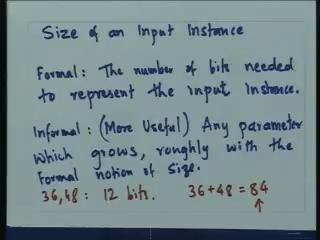 Size of an Input Instance
Formal: The number of bits needed
to represent the input instance.
Informal: (More Useful) Any parameter
which grows, roughly with the
formal notion of size.
36,48: 12 bits. 36+48 = 84